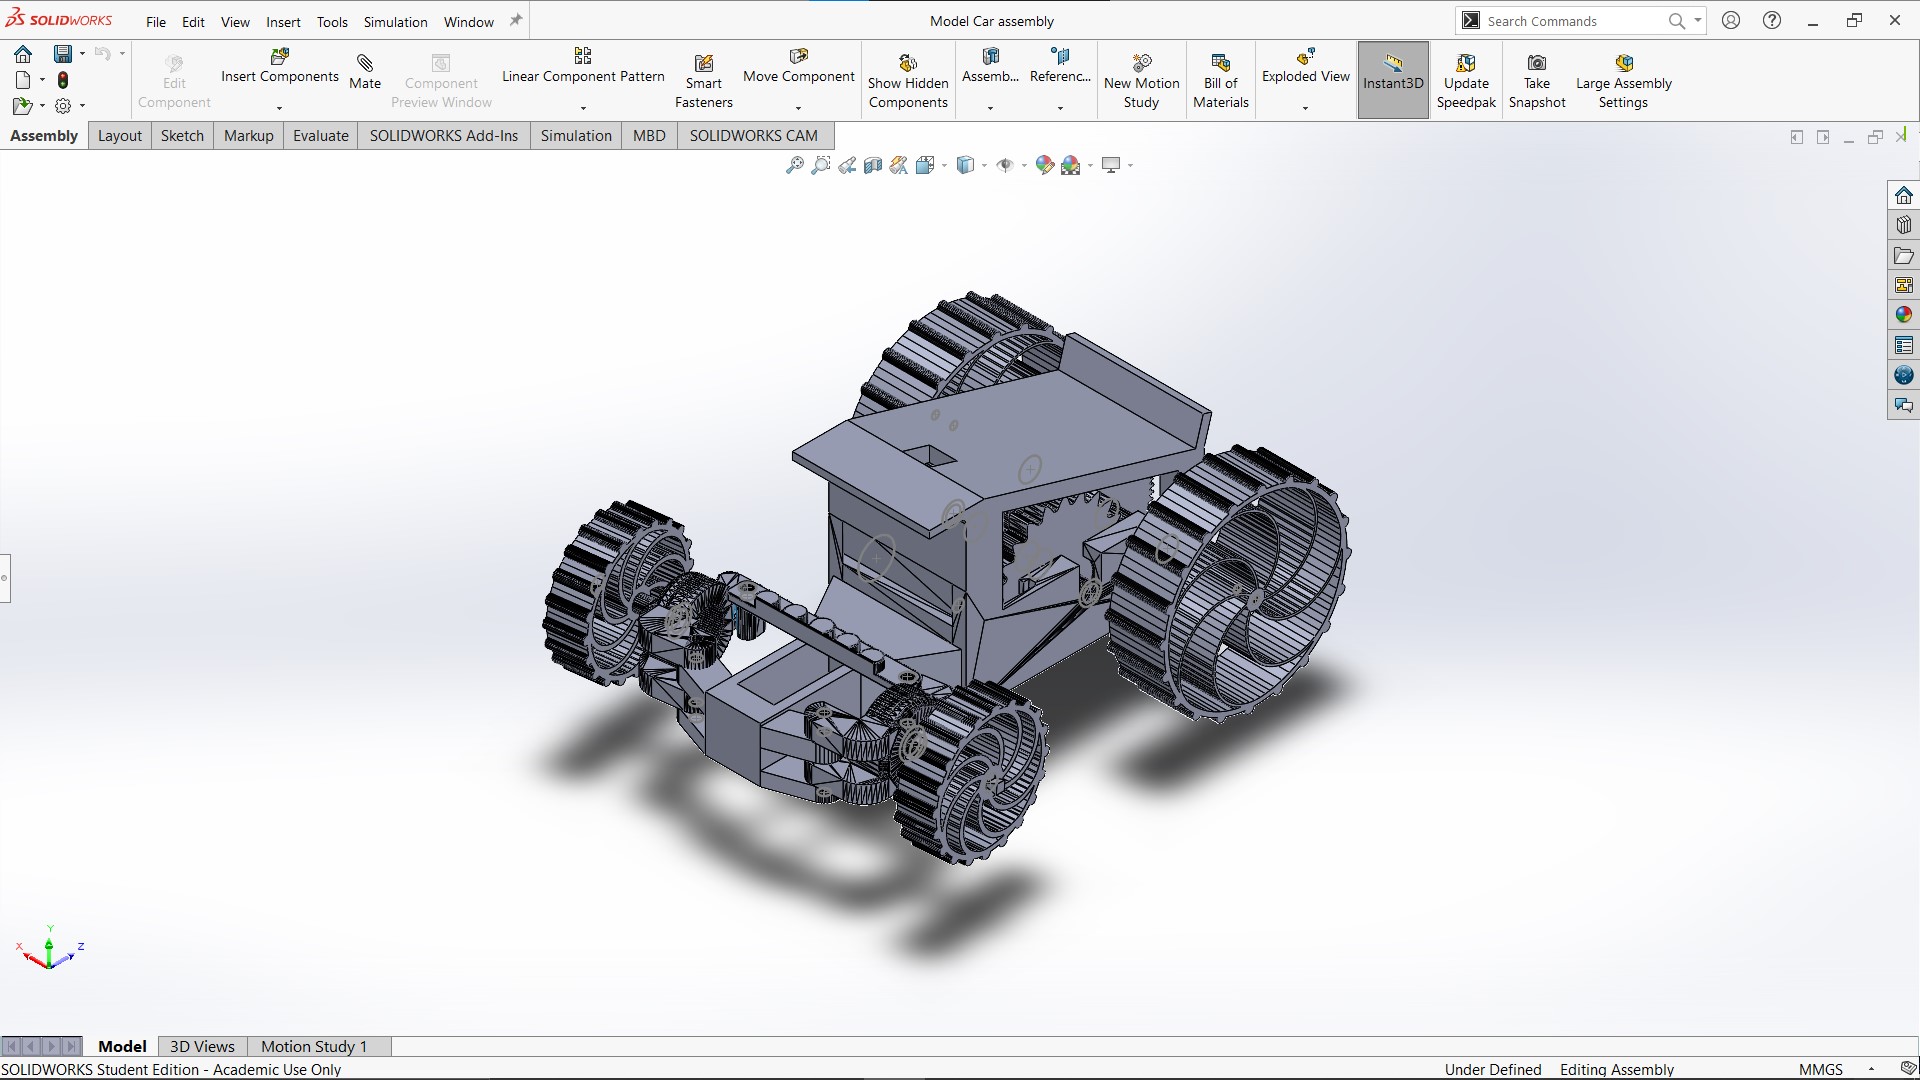 SOLIDWORKS File Edit View Insert Tools Simulation Window Model Car assembly Search Commands
Edit Component
Insert Components
Mate
Component Preview Window
Linear Component Pattern
Smart Fasteners
Move Component
Show Hidden Components
Assemb...
Referenc...
New Motion Study
Bill of Materials
Exploded View
Instant3D
Update Speedpak
Take Snapshot
Large Assembly Settings
Assembly Layout Sketch Markup Evaluate SOLIDWORKS Add-Ins Simulation MBD SOLIDWORKS CAM
Y
X Z
Model 3D Views Motion Study 1
SOLIDWORKS Student Edition - Academic Use Only Under Defined Editing Assembly MMGS